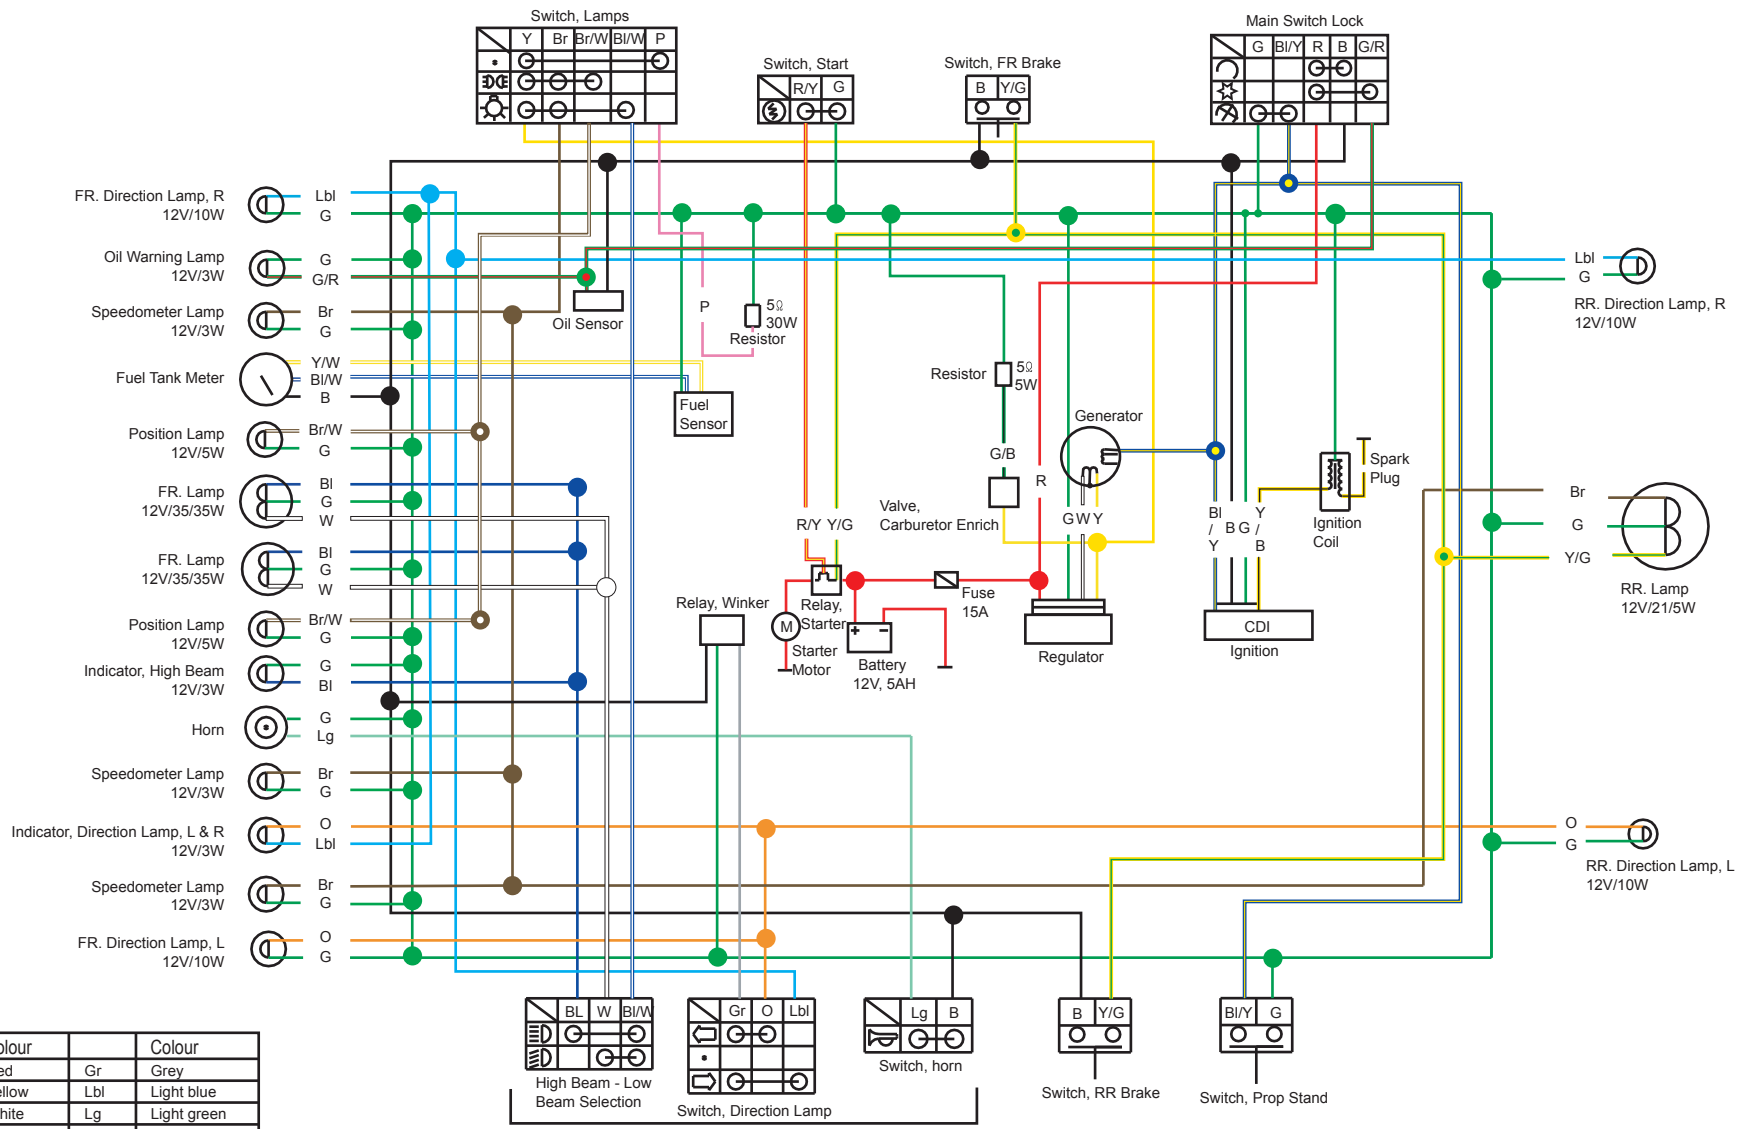 Switch, Lamps
Y Br Br/W Bl/W P
Switch, Start
R/Y G
Switch, FR Brake
B Y/G
Main Switch Lock
G Bl/Y R B G/R
FR. Direction Lamp, R
12V/10W
Lbl
G
Oil Warning Lamp
12V/3W
G
G/R
Speedometer Lamp
12V/3W
Br
G
Fuel Tank Meter
Y/W
Bl/W
B
Position Lamp
12V/5W
Br/W
G
FR. Lamp
12V/35/35W
Bl
G
W
FR. Lamp
12V/35/35W
Bl
G
W
Position Lamp
12V/5W
Br/W
G
Indicator, High Beam
12V/3W
G
Bl
Horn
G
Lg
Speedometer Lamp
12V/3W
Br
G
Indicator, Direction Lamp, L & R
12V/3W
O
Lbl
Speedometer Lamp
12V/3W
Br
G
FR. Direction Lamp, L
12V/10W
O
G
Oil Sensor
P
5Ω
30W
Resistor
Fuel
Sensor
Resistor
5Ω
5W
G/B
R
Valve,
Carburetor Enrich
Generator
G W Y
R/Y Y/G
Relay,
Starter
Relay, Winker
M
Starter
Motor
+ −
Battery
12V, 5AH
Fuse
15A
Regulator
Bl
/
Y
B
G
Y
/
B
CDI
Ignition
Spark
Plug
Ignition
Coil
Lbl
G
RR. Direction Lamp, R
12V/10W
Br
G
Y/G
RR. Lamp
12V/21/5W
O
G
RR. Direction Lamp, L
12V/10W
BL W Bl/W
High Beam - Low
Beam Selection
Gr O Lbl
Switch, Direction Lamp
Lg B
Switch, horn
B Y/G
Switch, RR Brake
Bl/Y G
Switch, Prop Stand
olour Colour
ed Gr Grey
ellow Lbl Light blue
hite Lg Light green